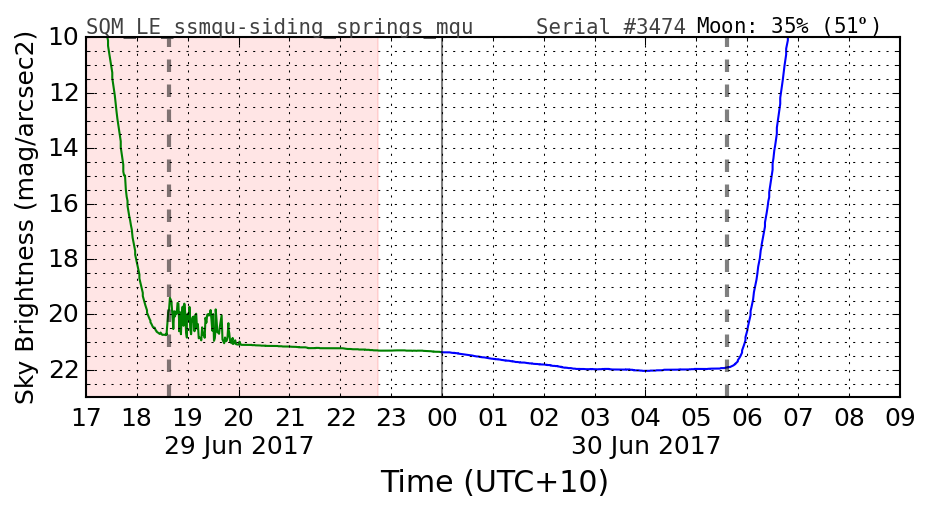 SQM_LE_ssmqu-siding_springs_mqu Serial #3474 Moon: 35% (51°)
Sky Brightness (mag/arcsec2)
10
12
14
16
18
20
22
17 18 19 20 21 22 23 00 01 02 03 04 05 06 07 08 09
29 Jun 2017 30 Jun 2017
Time (UTC+10)